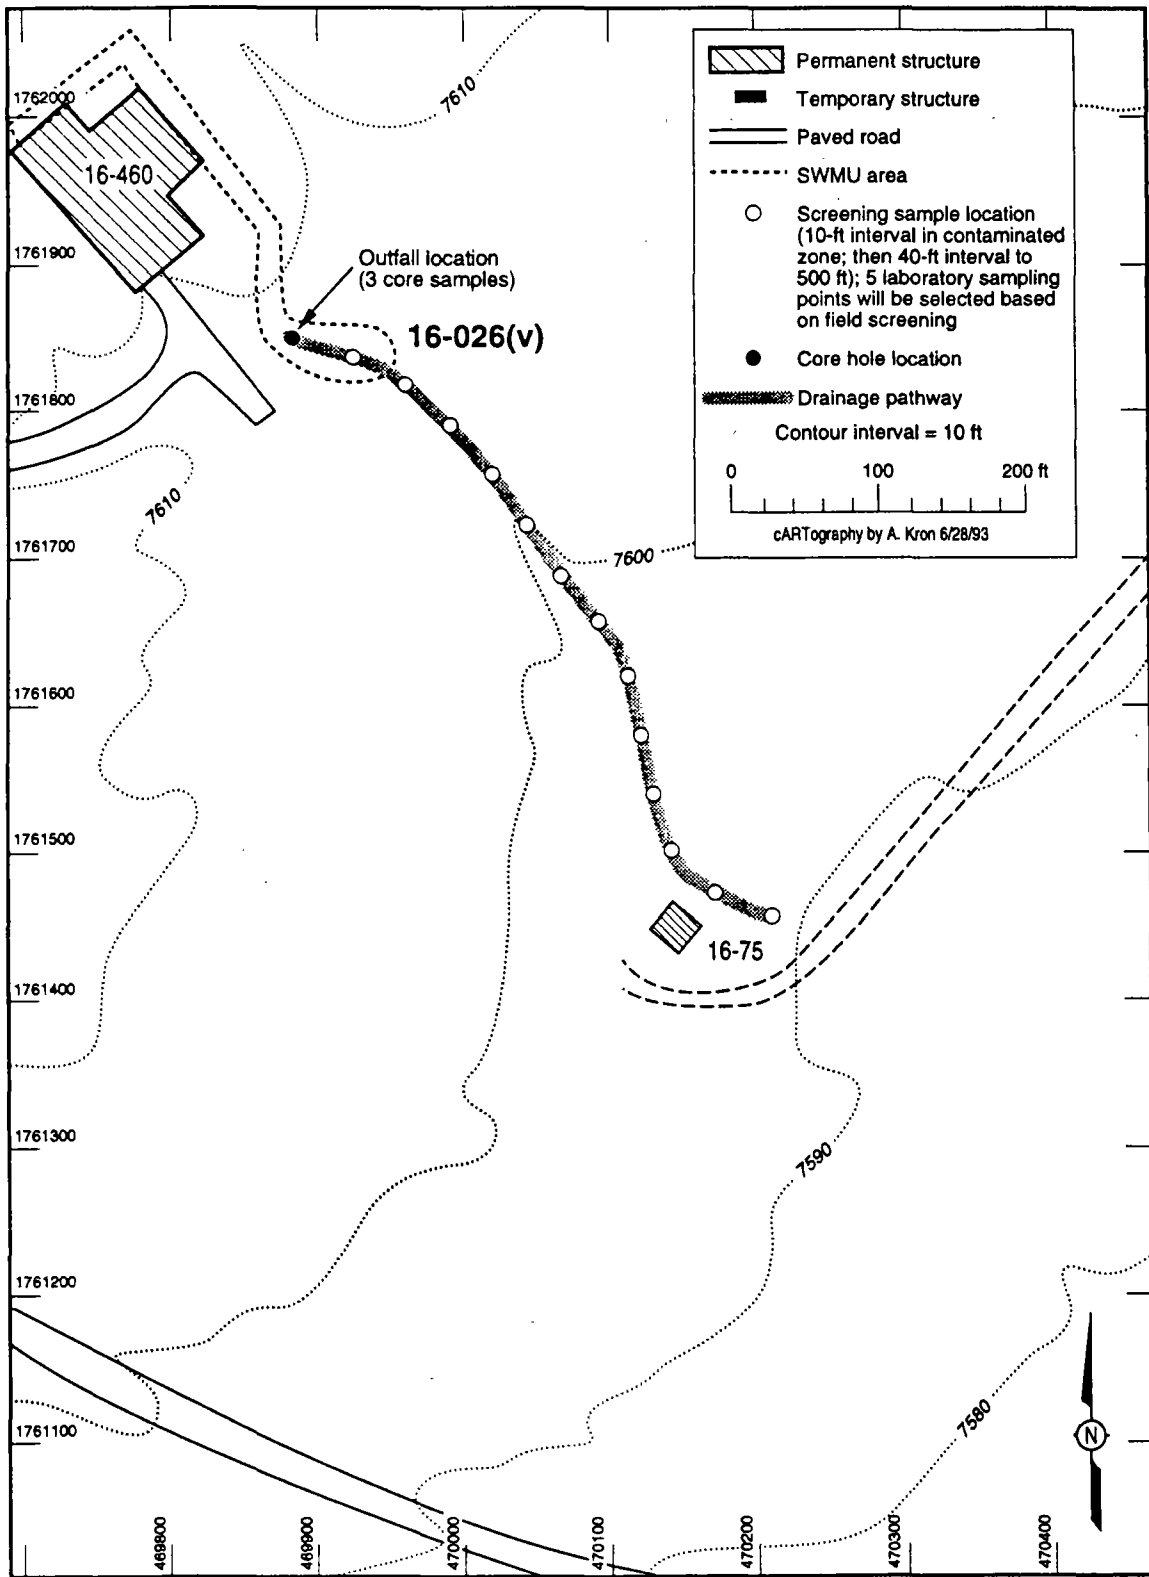 7610
Permanent structure
Temporary structure
Paved road
SWMU area
Screening sample location
(10-ft interval in contaminated
zone; then 40-ft interval to
500 ft); 5 laboratory sampling
points will be selected based
on field screening
Core hole location
Drainage pathway
Contour interval = 10 ft
0 100 200 ft
cARTography by A. Kron 6/28/93
1762000
16-460
1761900
Outfall location
(3 core samples)
16-026(v)
1761800
7610
1761700
7600
1761600
1761500
16-75
1761400
1761300
7590
1761200
7580
1761100
N
469800
469900
470000
470100
470200
470300
470400